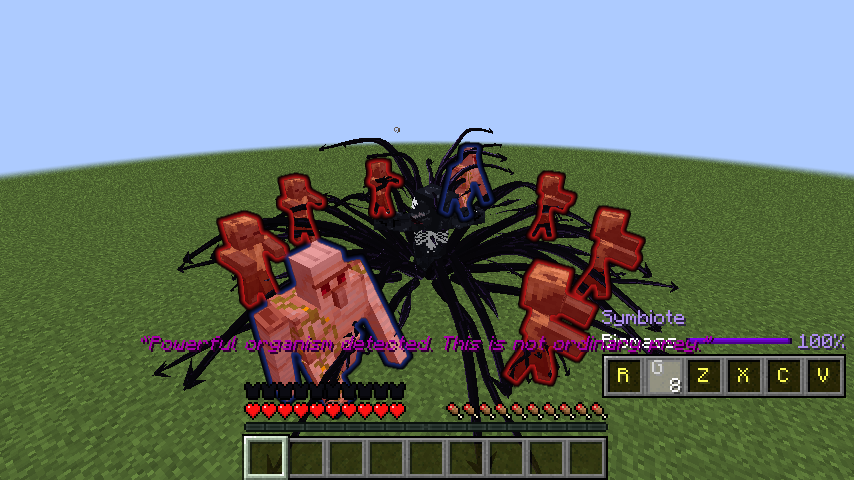 Symbiote
"Powerful organism detected. This is not ordinary prey."
100%
R G 8 Z X C V